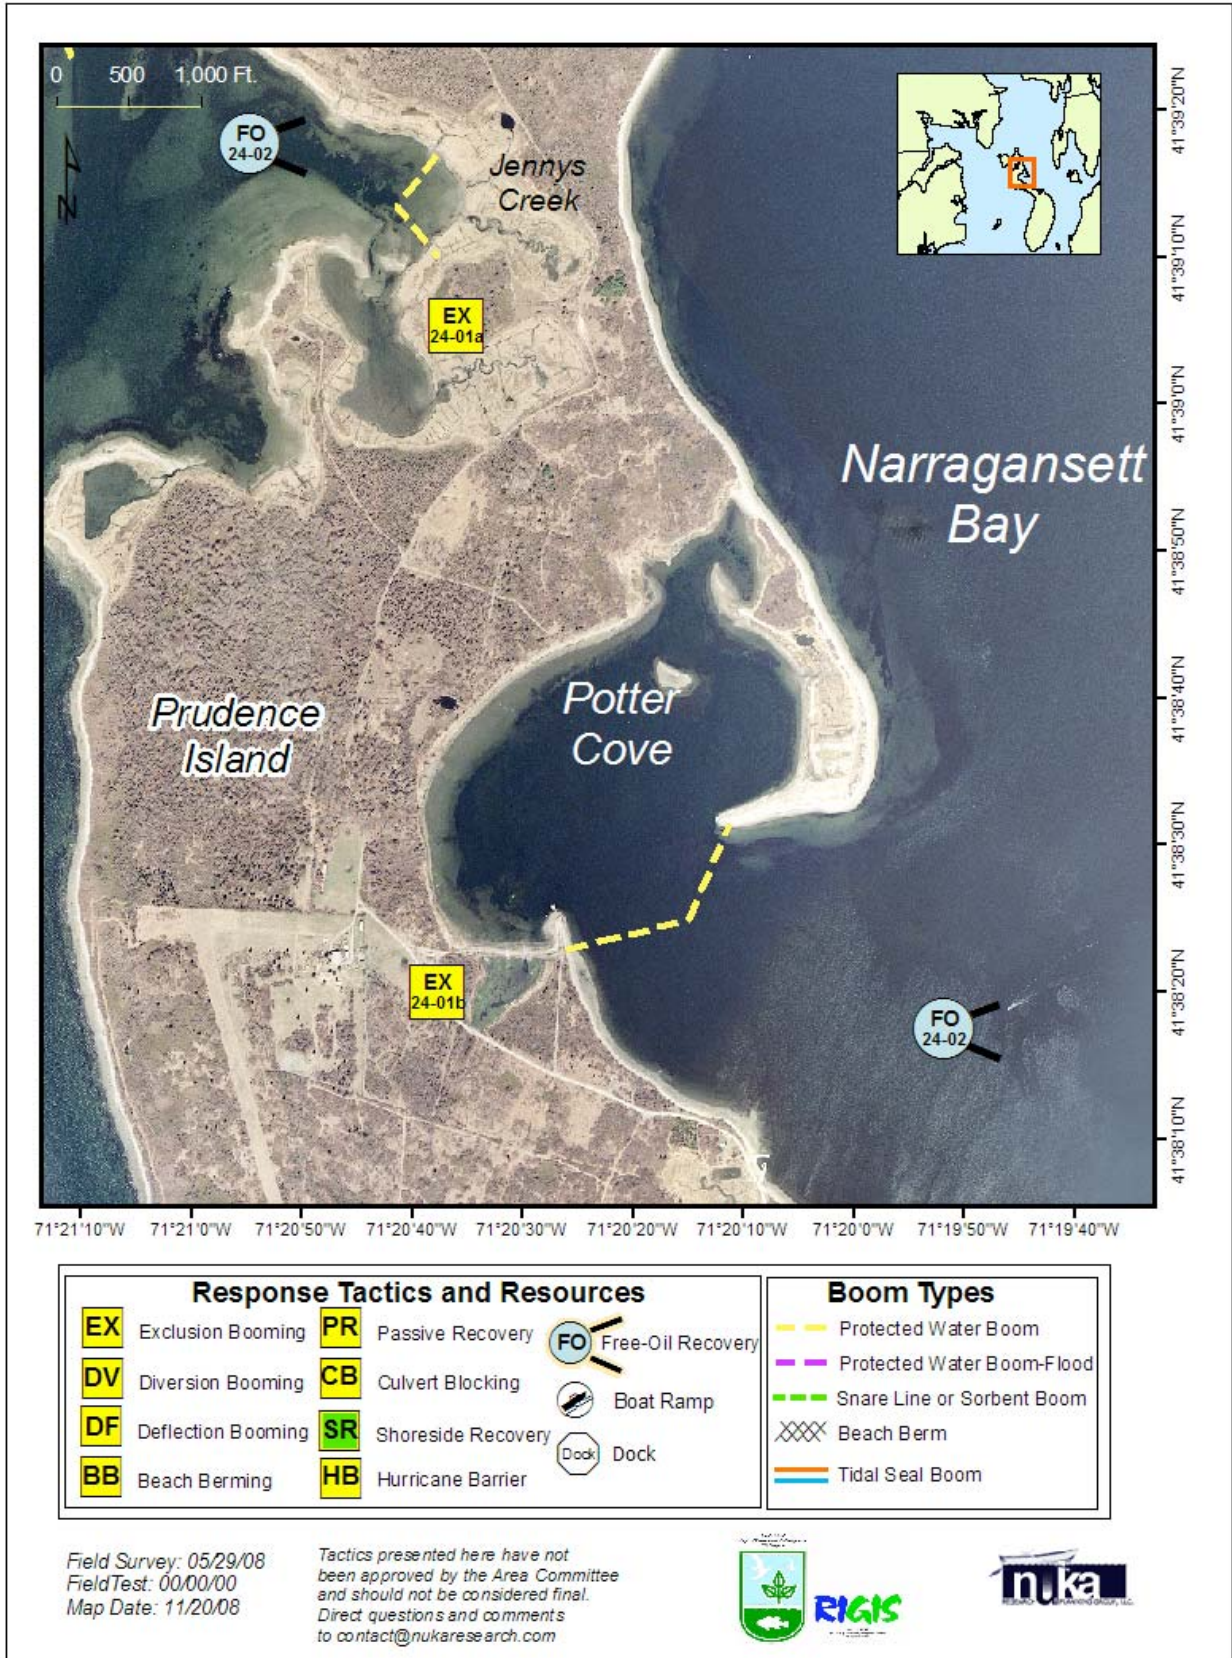 0 500 1,000 Ft.
FO
24-02
N
Jennys
Creek
EX
24-01a
Narragansett
Bay
Prudence
Island
Potter
Cove
EX
24-01b
FO
24-02
41°39'20"N
41°39'10"N
41°39'0"N
41°38'50"N
41°38'40"N
41°38'30"N
41°38'20"N
41°38'10"N
71°21'10"W 71°21'0"W 71°20'50"W 71°20'40"W 71°20'30"W 71°20'20"W 71°20'10"W 71°20'0"W 71°19'50"W 71°19'40"W
Response Tactics and Resources
EX Exclusion Booming
DV Diversion Booming
DF Deflection Booming
BB Beach Berming
PR Passive Recovery
CB Culvert Blocking
SR Shoreside Recovery
HB Hurricane Barrier
FO Free-Oil Recovery
Boat Ramp
Dock Dock
Boom Types
Protected Water Boom
Protected Water Boom-Flood
Snare Line or Sorbent Boom
Beach Berm
Tidal Seal Boom
Field Survey: 05/29/08
FieldTest: 00/00/00
Map Date: 11/20/08
Tactics presented here have not
been approved by the Area Committee
and should not be considered final.
Direct questions and comments
to contact@nukaresearch.com
RIGIS
nuka